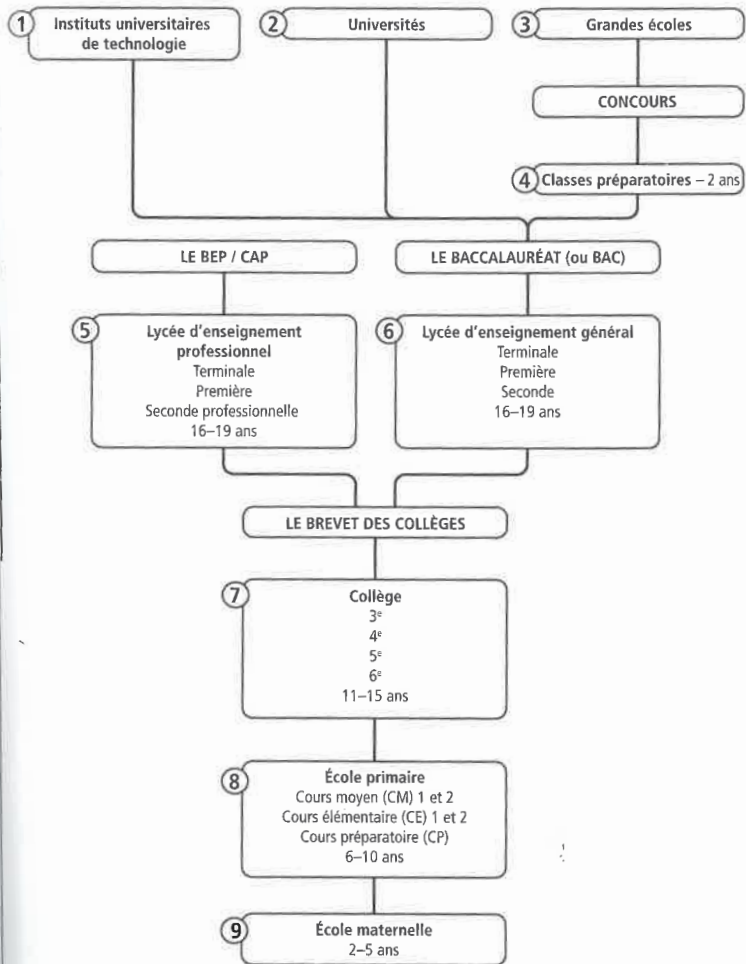 1 Instituts universitaires
de technologie
2 Universités
3 Grandes écoles
CONCOURS
4 Classes préparatoires – 2 ans
LE BEP / CAP
LE BACCALAURÉAT (ou BAC)
5 Lycée d'enseignement
professionnel
Terminale
Première
Seconde professionnelle
16–19 ans
6 Lycée d'enseignement général
Terminale
Première
Seconde
16–19 ans
LE BREVET DES COLLÈGES
7 Collège
3e
4e
5e
6e
11–15 ans
8 École primaire
Cours moyen (CM) 1 et 2
Cours élémentaire (CE) 1 et 2
Cours préparatoire (CP)
6–10 ans
9 École maternelle
2–5 ans